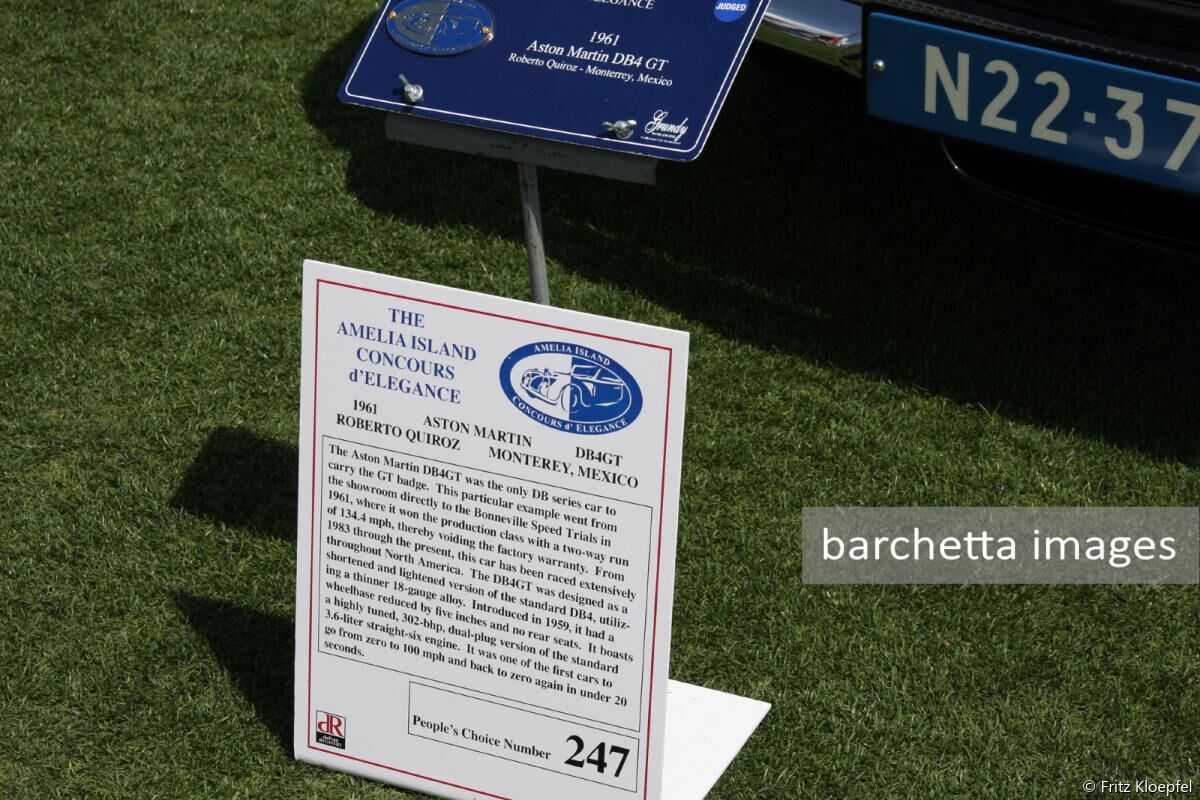 ELEGANCE
JUDGED
1961
Aston Martin DB4 GT
Roberto Quiroz - Monterrey, Mexico
Grundy
N22·37
THE
AMELIA ISLAND
CONCOURS
d'ELEGANCE
AMELIA ISLAND
CONCOURS d' ELEGANCE
1961 ASTON MARTIN DB4GT
ROBERTO QUIROZ MONTEREY, MEXICO
The Aston Martin DB4GT was the only DB series car to
carry the GT badge. This particular example went from
the showroom directly to the Bonneville Speed Trials in
1961, where it won the production class with a two-way run
of 134.4 mph, thereby voiding the factory warranty. From
1983 through the present, this car has been raced extensively
throughout North America. The DB4GT was designed as a
shortened and lightened version of the standard DB4, utiliz-
ing a thinner 18-gauge alloy. Introduced in 1959, it had a
wheelbase reduced by five inches and no rear seats. It boasts
a highly tuned, 302-bhp, dual-plug version of the standard
3.6-liter straight-six engine. It was one of the first cars to
go from zero to 100 mph and back to zero again in under 20
seconds.
dR
duPont
REGISTRY
People's Choice Number 247
barchetta images
© Fritz Kloepfel